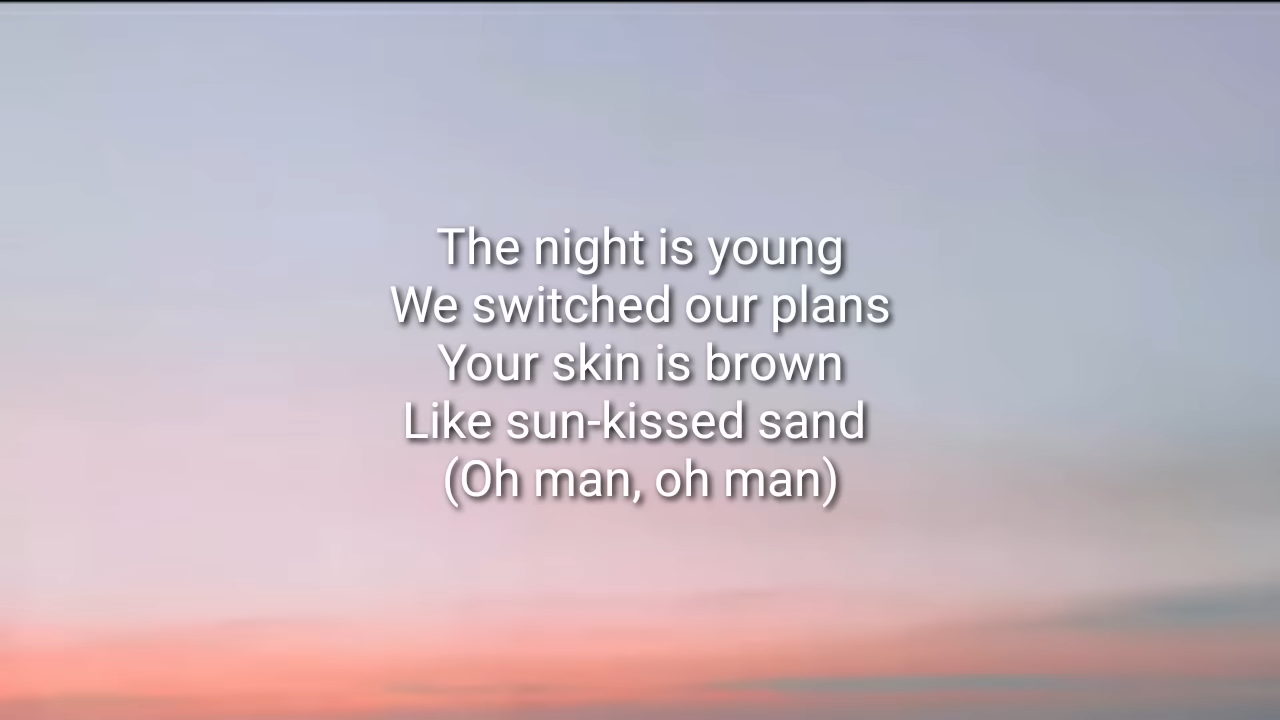 The night is young
We switched our plans
Your skin is brown
Like sun-kissed sand
(Oh man, oh man)